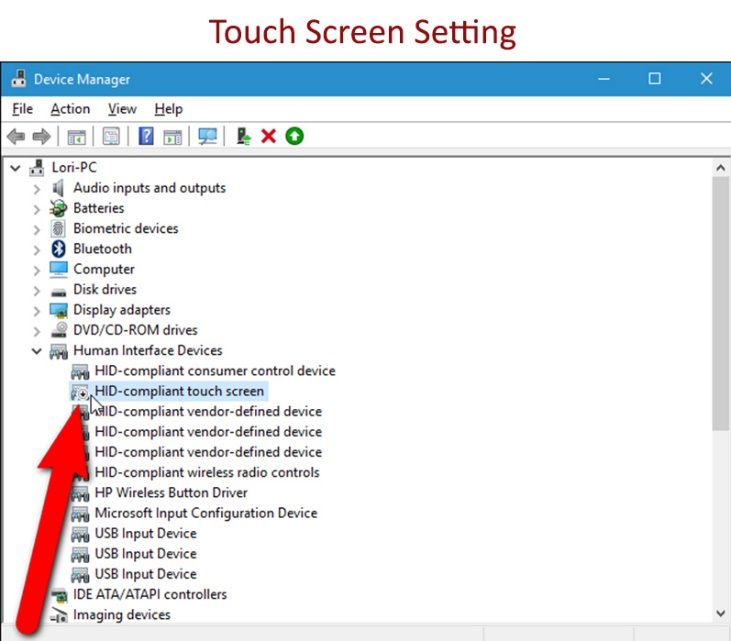 Touch Screen Setting
Device Manager
File Action View Help
Lori-PC
Audio inputs and outputs
Batteries
Biometric devices
Bluetooth
Computer
Disk drives
Display adapters
DVD/CD-ROM drives
Human Interface Devices
HID-compliant consumer control device
HID-compliant touch screen
HID-compliant vendor-defined device
HID-compliant vendor-defined device
HID-compliant vendor-defined device
HID-compliant wireless radio controls
HP Wireless Button Driver
Microsoft Input Configuration Device
USB Input Device
USB Input Device
USB Input Device
IDE ATA/ATAPI controllers
Imaging devices